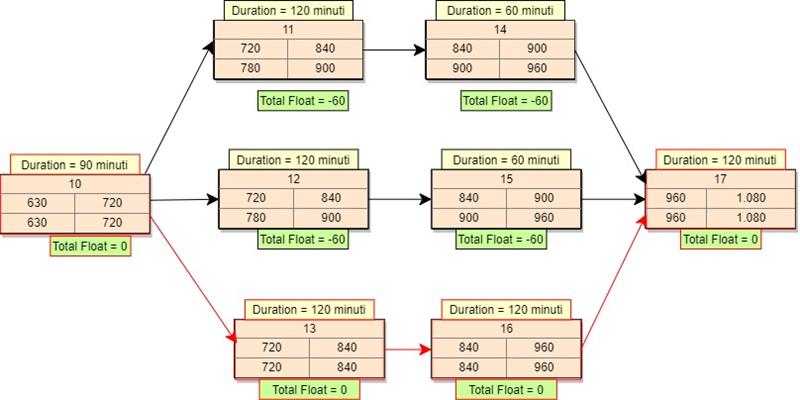 Duration = 120 minuti
11
720 840
780 900
Total Float = -60
Duration = 60 minuti
14
840 900
900 960
Total Float = -60
Duration = 90 minuti
10
630 720
630 720
Total Float = 0
Duration = 120 minuti
12
720 840
780 900
Total Float = -60
Duration = 60 minuti
15
840 900
900 960
Total Float = -60
Duration = 120 minuti
17
960 1.080
960 1.080
Total Float = 0
Duration = 120 minuti
13
720 840
720 840
Total Float = 0
Duration = 120 minuti
16
840 960
840 960
Total Float = 0